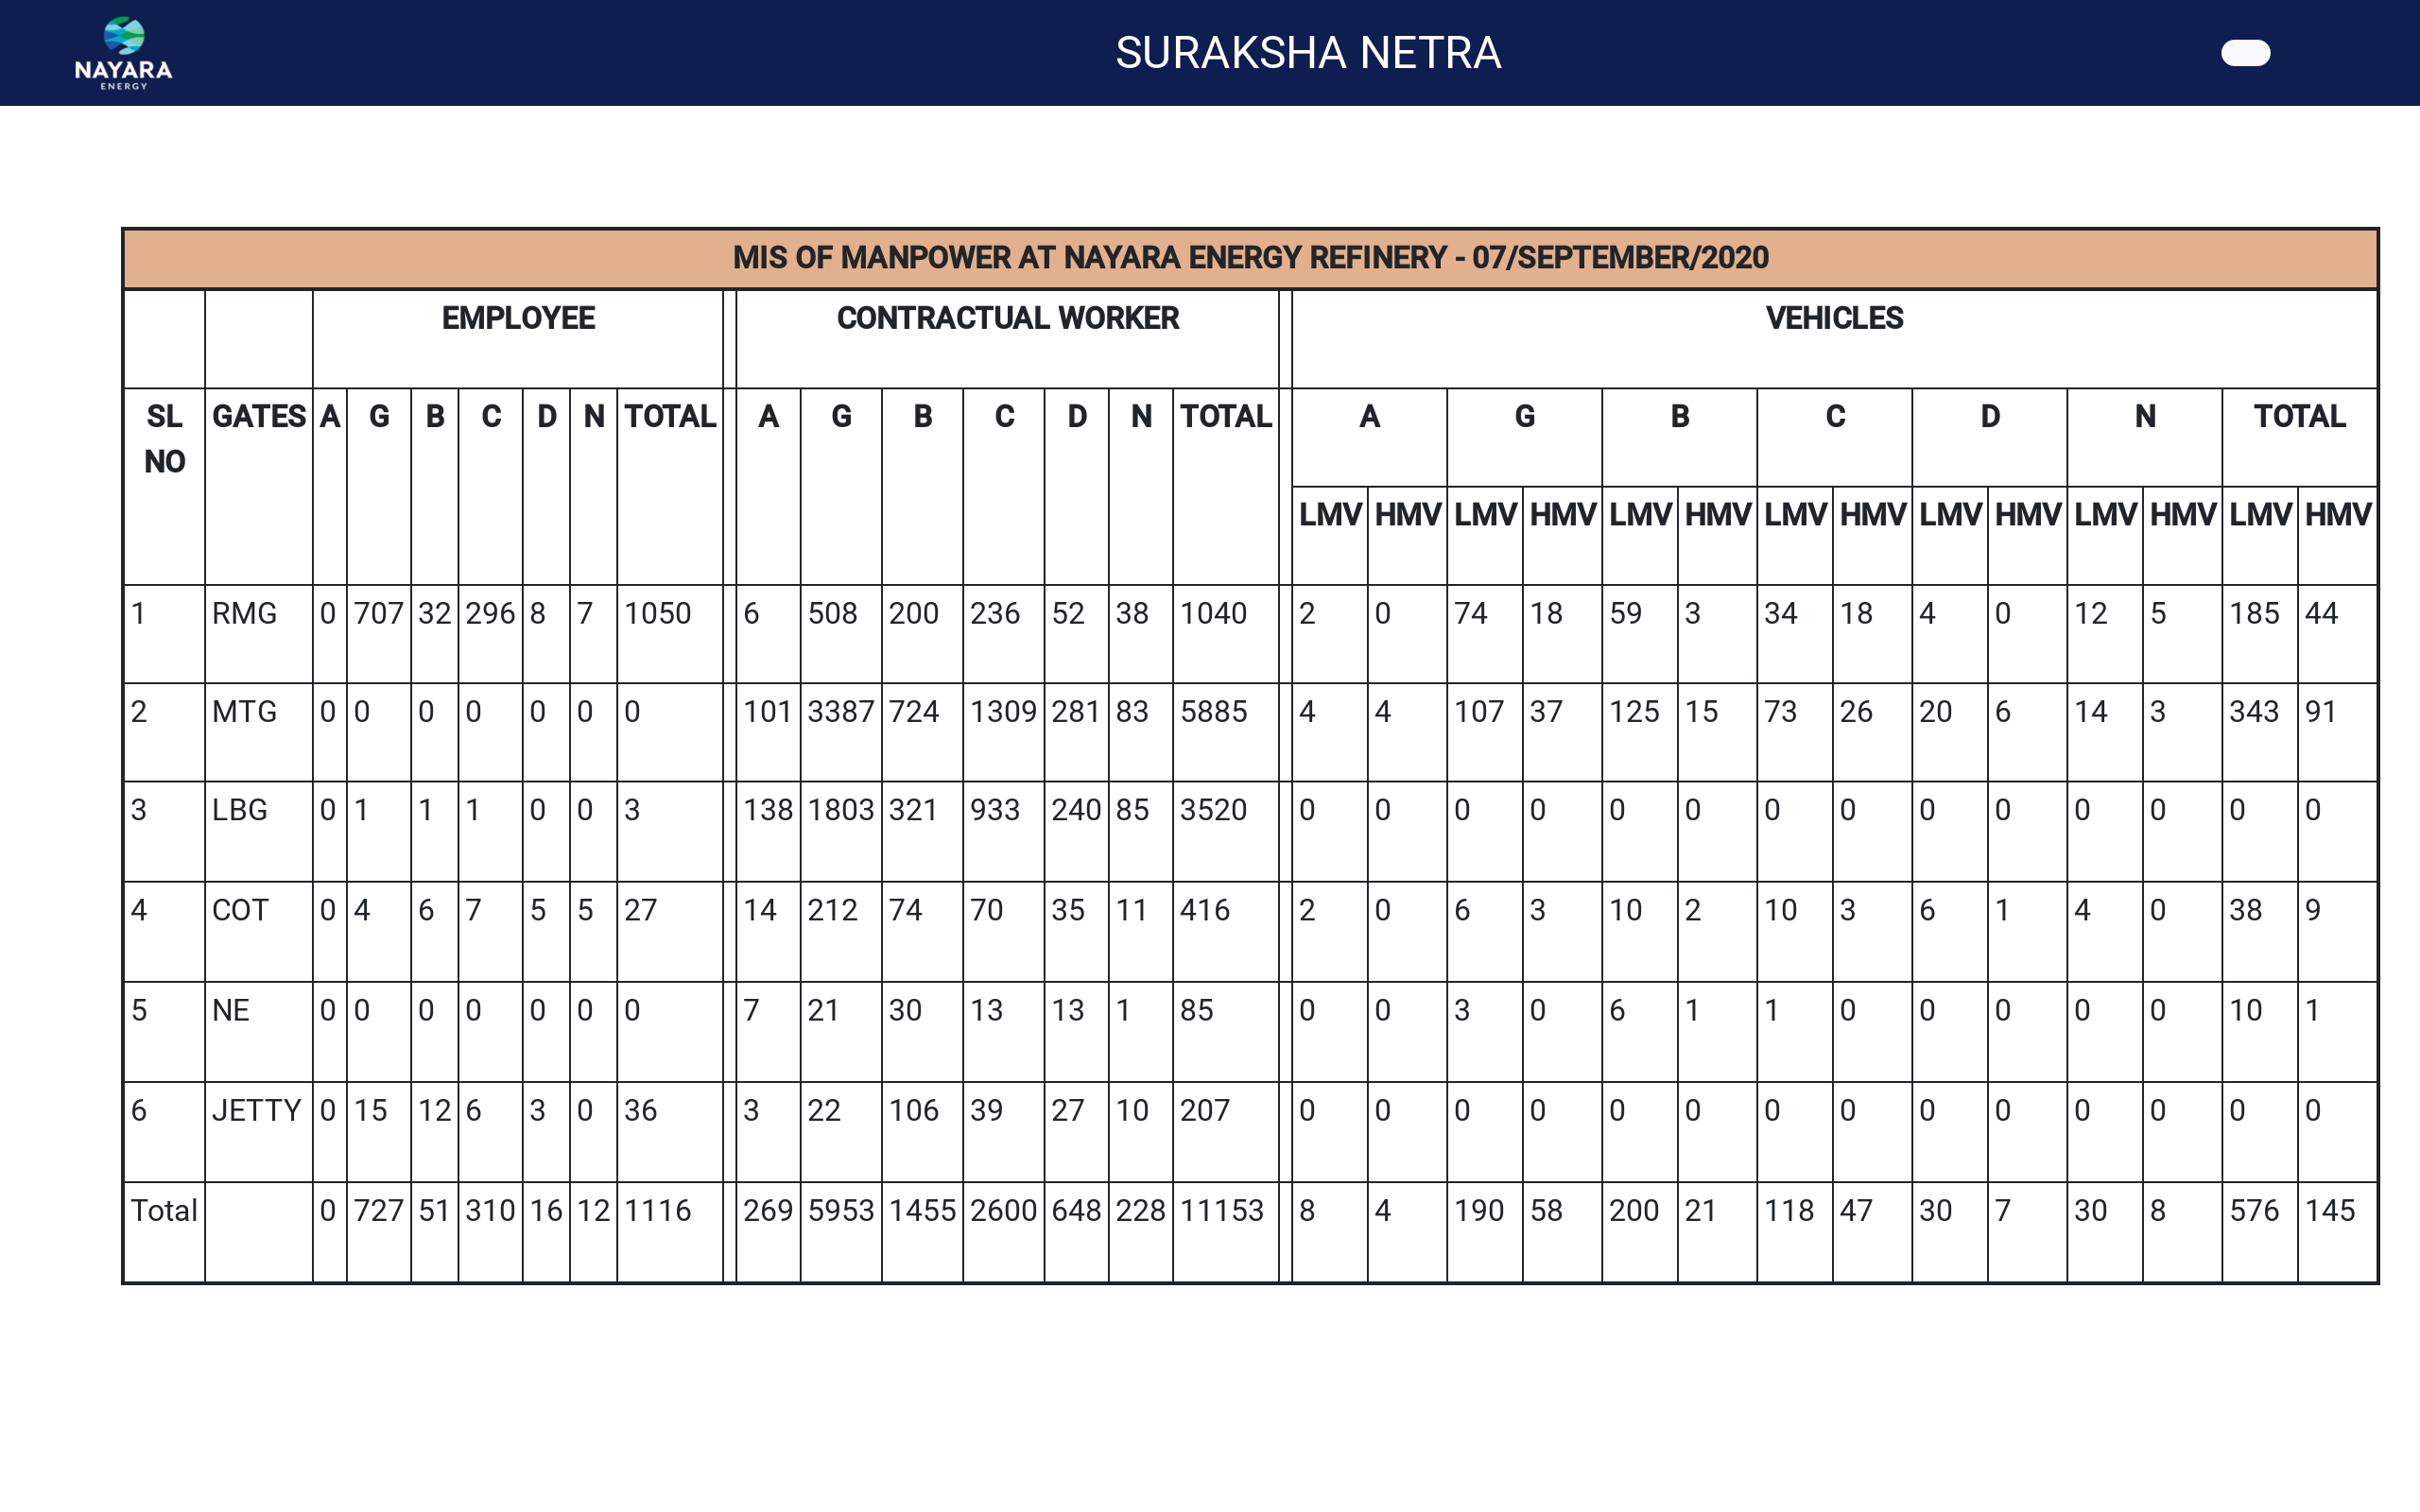 NAYARA
ENERGY
SURAKSHA NETRA
MIS OF MANPOWER AT NAYARA ENERGY REFINERY - 07/SEPTEMBER/2020
EMPLOYEE CONTRACTUAL WORKER VEHICLES
SL NO GATES A G B C D N TOTAL A G B C D N TOTAL A G B C D N TOTAL
LMV HMV LMV HMV LMV HMV LMV HMV LMV HMV LMV HMV LMV HMV
1 RMG 0 707 32 296 8 7 1050 6 508 200 236 52 38 1040 2 0 74 18 59 3 34 18 4 0 12 5 185 44
2 MTG 0 0 0 0 0 0 0 101 3387 724 1309 281 83 5885 4 4 107 37 125 15 73 26 20 6 14 3 343 91
3 LBG 0 1 1 1 0 0 3 138 1803 321 933 240 85 3520 0 0 0 0 0 0 0 0 0 0 0 0 0 0
4 COT 0 4 6 7 5 5 27 14 212 74 70 35 11 416 2 0 6 3 10 2 10 3 6 1 4 0 38 9
5 NE 0 0 0 0 0 0 0 7 21 30 13 13 1 85 0 0 3 0 6 1 1 0 0 0 0 0 10 1
6 JETTY 0 15 12 6 3 0 36 3 22 106 39 27 10 207 0 0 0 0 0 0 0 0 0 0 0 0 0 0
Total 0 727 51 310 16 12 1116 269 5953 1455 2600 648 228 11153 8 4 190 58 200 21 118 47 30 7 30 8 576 145